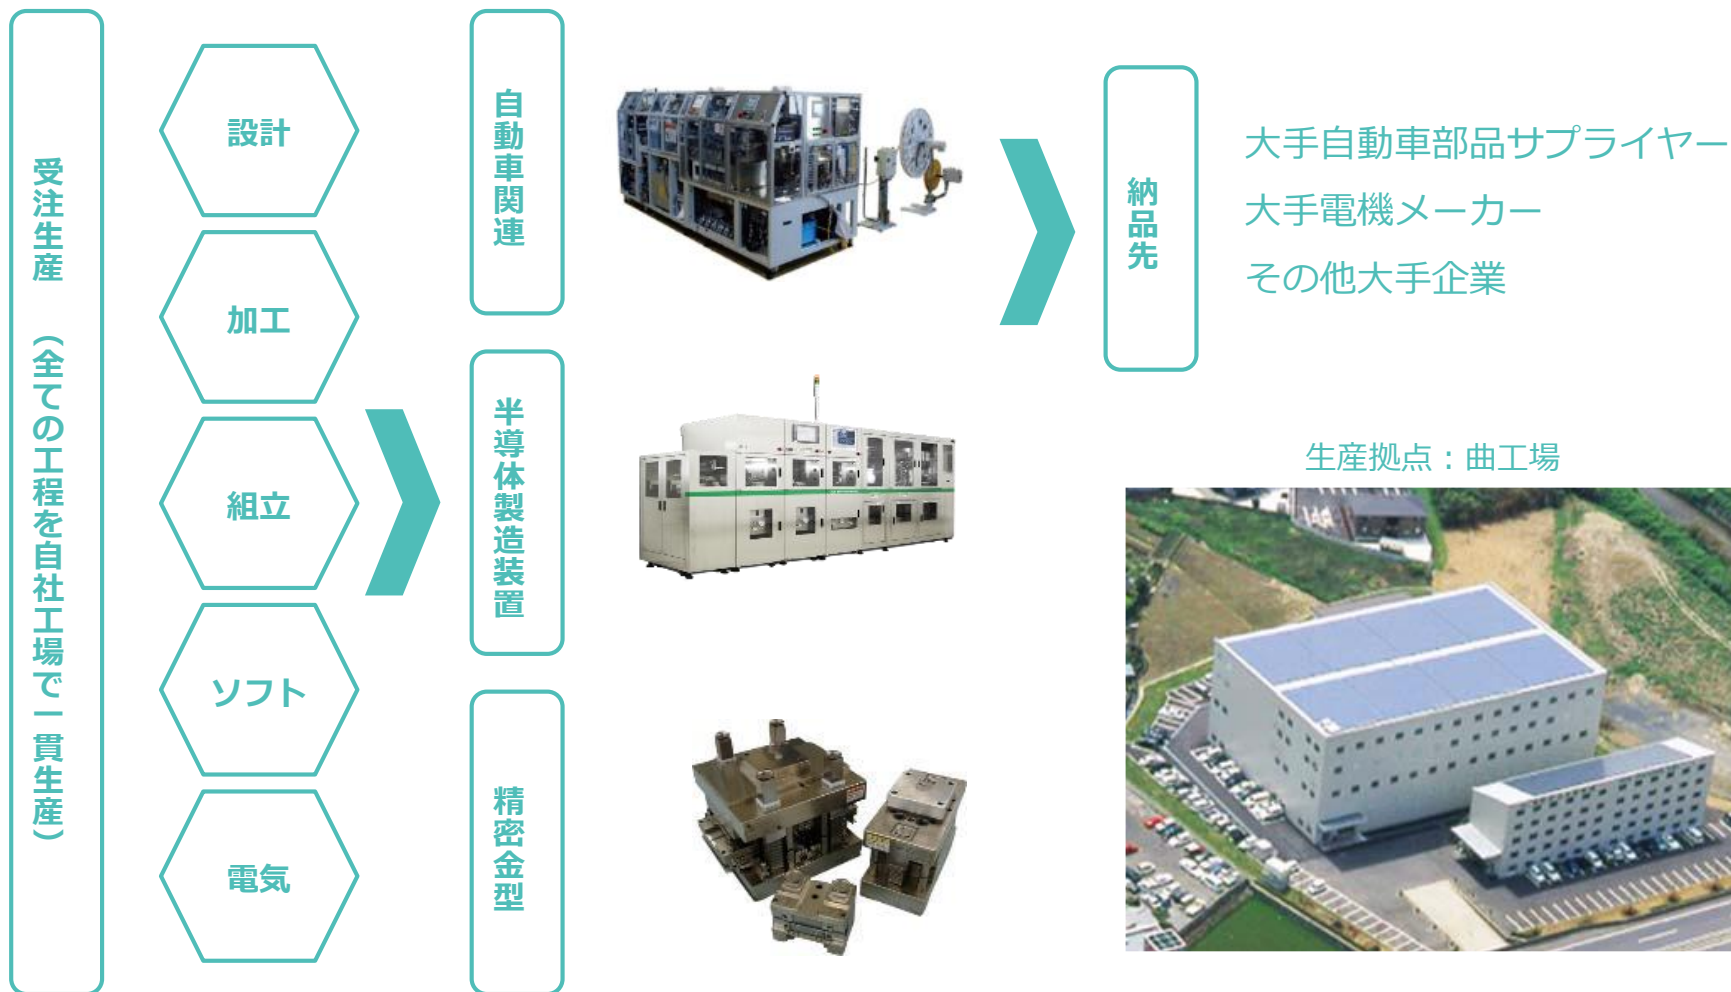 受注生産 （全ての工程を自社工場で一貫生産）
設計
加工
組立
ソフト
電気
自動車関連
半導体製造装置
精密金型
納品先
大手自動車部品サプライヤー
大手電機メーカー
その他大手企業
生産拠点：曲工場